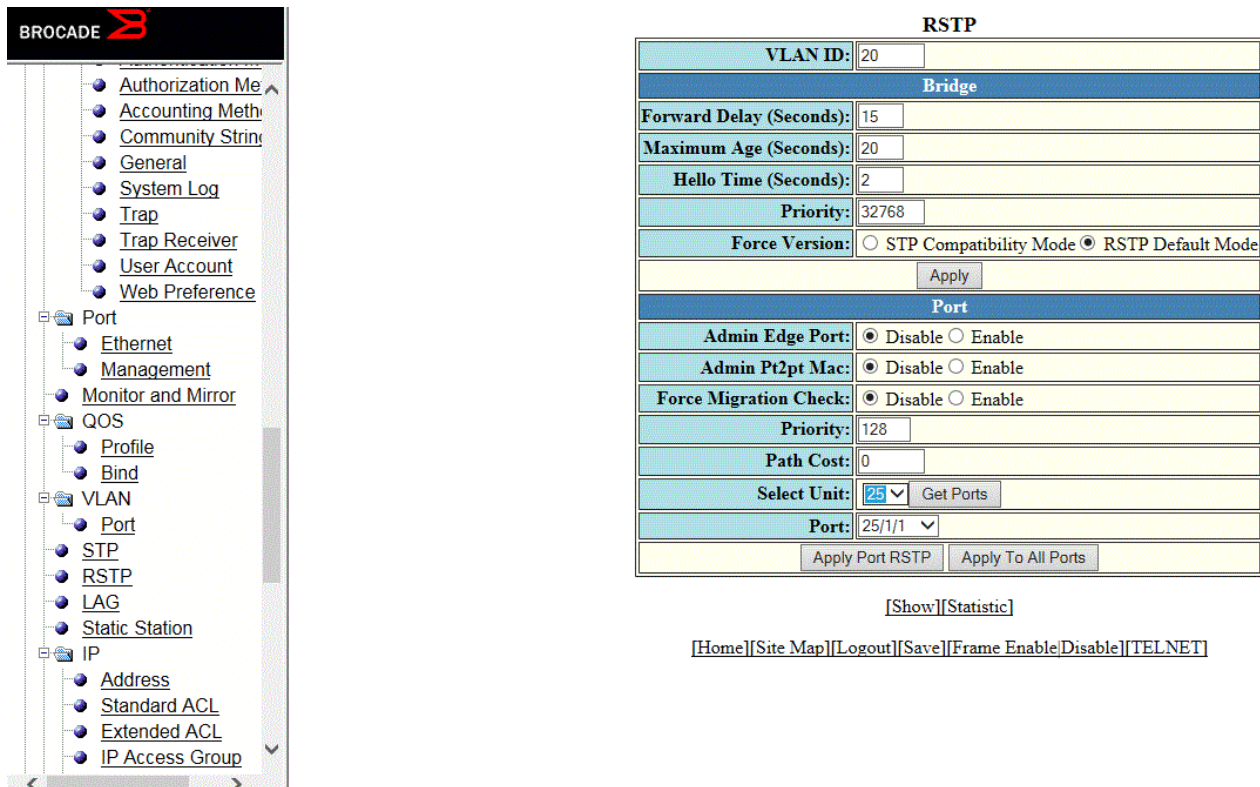 BROCADE
Authorization Me
Accounting Meth
Community Strin
General
System Log
Trap
Trap Receiver
User Account
Web Preference
Port
Ethernet
Management
Monitor and Mirror
QOS
Profile
Bind
VLAN
Port
STP
RSTP
LAG
Static Station
IP
Address
Standard ACL
Extended ACL
IP Access Group
RSTP
VLAN ID: 20
Bridge
Forward Delay (Seconds): 15
Maximum Age (Seconds): 20
Hello Time (Seconds): 2
Priority: 32768
Force Version: STP Compatibility Mode RSTP Default Mode
Apply
Port
Admin Edge Port: Disable Enable
Admin Pt2pt Mac: Disable Enable
Force Migration Check: Disable Enable
Priority: 128
Path Cost: 0
Select Unit: 25 Get Ports
Port: 25/1/1
Apply Port RSTP Apply To All Ports
[Show][Statistic]
[Home][Site Map][Logout][Save][Frame Enable|Disable][TELNET]